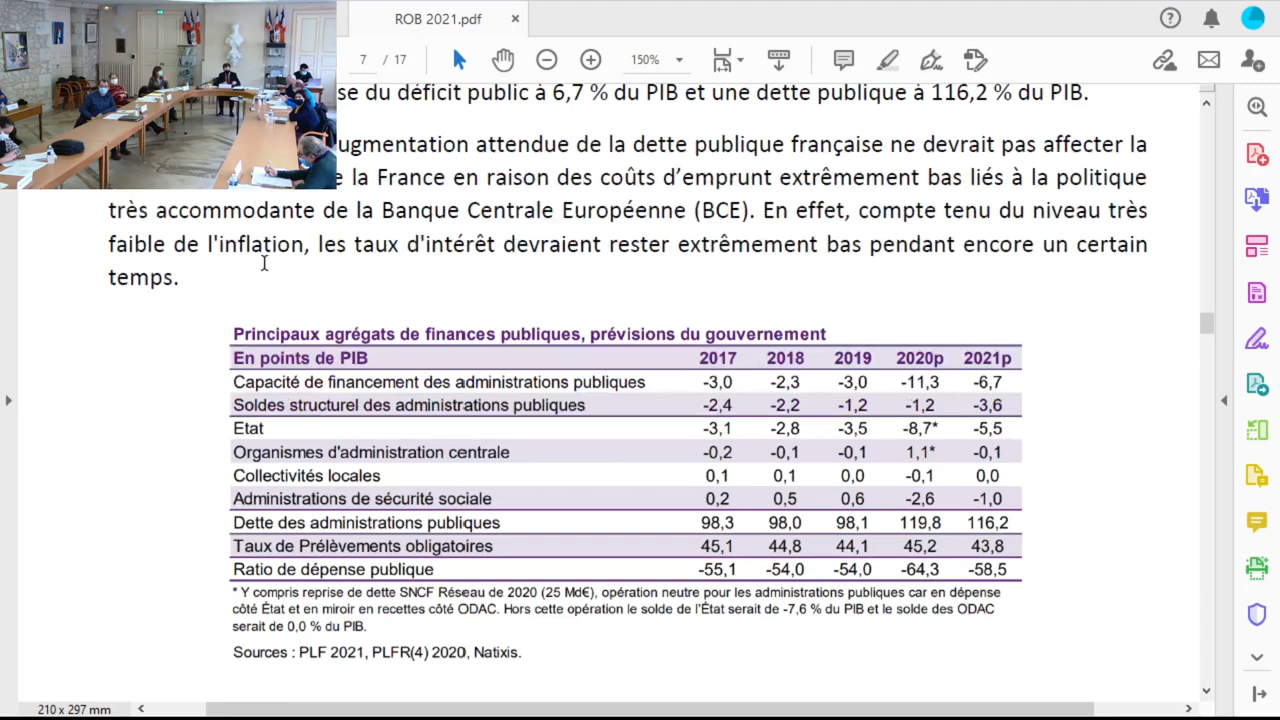 ROB 2021.pdf
7 / 17
150%
se du déficit public à 6,7 % du PIB et une dette publique à 116,2 % du PIB.
ugmentation attendue de la dette publique française ne devrait pas affecter la
e la France en raison des coûts d’emprunt extrêmement bas liés à la politique
très accommodante de la Banque Centrale Européenne (BCE). En effet, compte tenu du niveau très
faible de l'inflation, les taux d'intérêt devraient rester extrêmement bas pendant encore un certain
temps.
Principaux agrégats de finances publiques, prévisions du gouvernement
En points de PIB 2017 2018 2019 2020p 2021p
Capacité de financement des administrations publiques -3,0 -2,3 -3,0 -11,3 -6,7
Soldes structurel des administrations publiques -2,4 -2,2 -1,2 -1,2 -3,6
Etat -3,1 -2,8 -3,5 -8,7* -5,5
Organismes d'administration centrale -0,2 -0,1 -0,1 1,1* -0,1
Collectivités locales 0,1 0,1 0,0 -0,1 0,0
Administrations de sécurité sociale 0,2 0,5 0,6 -2,6 -1,0
Dette des administrations publiques 98,3 98,0 98,1 119,8 116,2
Taux de Prélèvements obligatoires 45,1 44,8 44,1 45,2 43,8
Ratio de dépense publique -55,1 -54,0 -54,0 -64,3 -58,5
* Y compris reprise de dette SNCF Réseau de 2020 (25 Md€), opération neutre pour les administrations publiques car en dépense
côté État et en miroir en recettes côté ODAC. Hors cette opération le solde de l'État serait de -7,6 % du PIB et le solde des ODAC
serait de 0,0 % du PIB.
Sources : PLF 2021, PLFR(4) 2020, Natixis.
210 x 297 mm